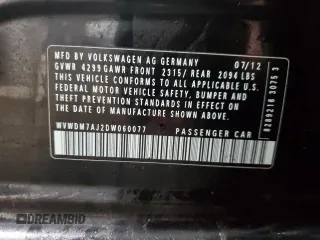 MFD BY VOLKSWAGEN AG GERMANY 07/12
GVWR 4299 GAWR FRONT 2315/ REAR 2094 LBS
THIS VEHICLE CONFORMS TO ALL APPLICABLE U.S.
FEDERAL MOTOR VEHICLE SAFETY, BUMPER AND
THEFT PREVENTION STANDARDS IN EFFECT ON THE
DATE OF MANUFACTURE SHOWN ABOVE.
WVWDM7AJ2DW060077 PASSENGER CAR
DREAMBID